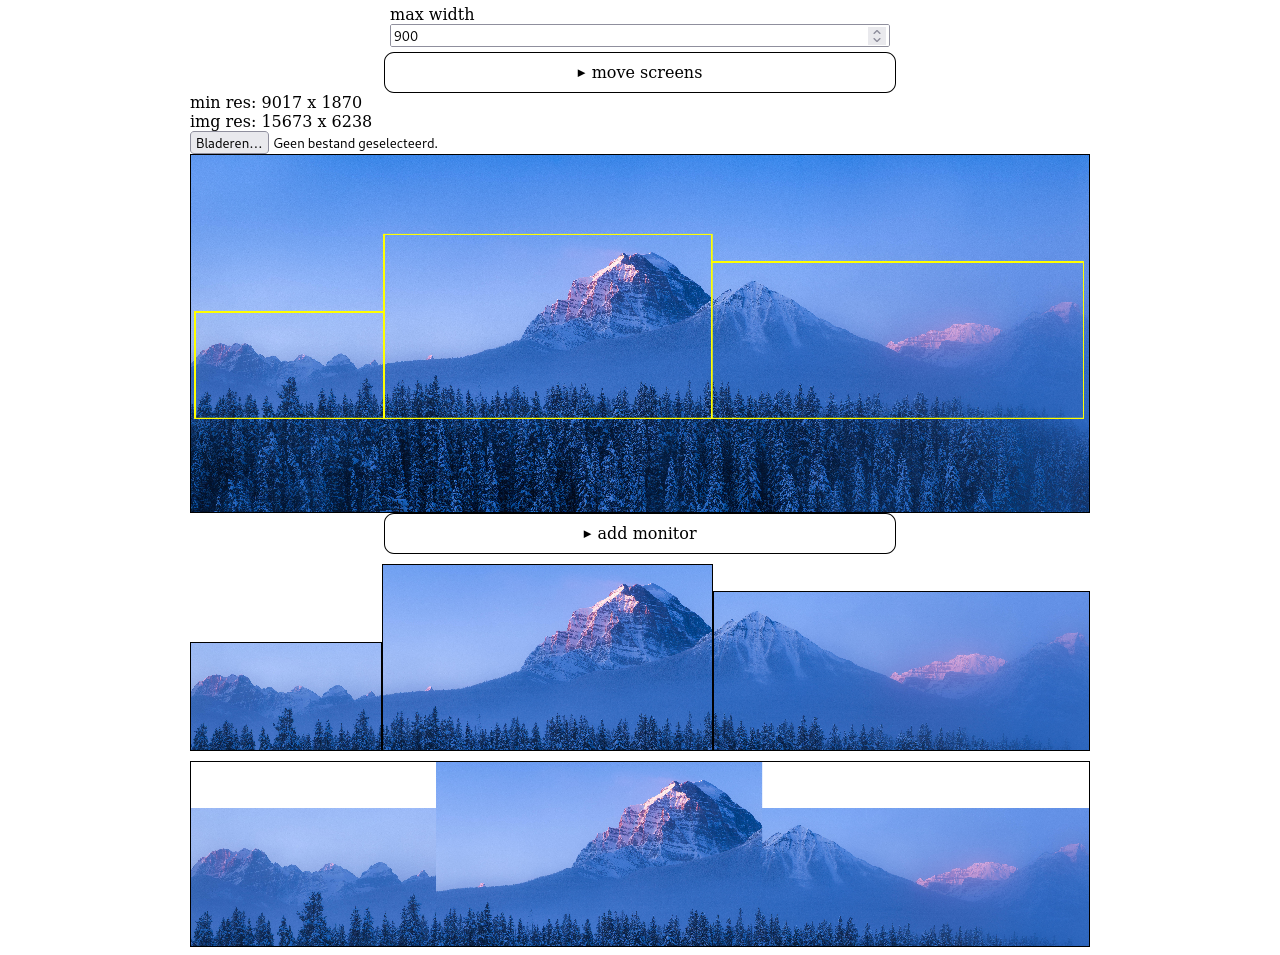 max width
900
▸ move screens
min res: 9017 x 1870
img res: 15673 x 6238
Bladeren… Geen bestand geselecteerd.
▸ add monitor